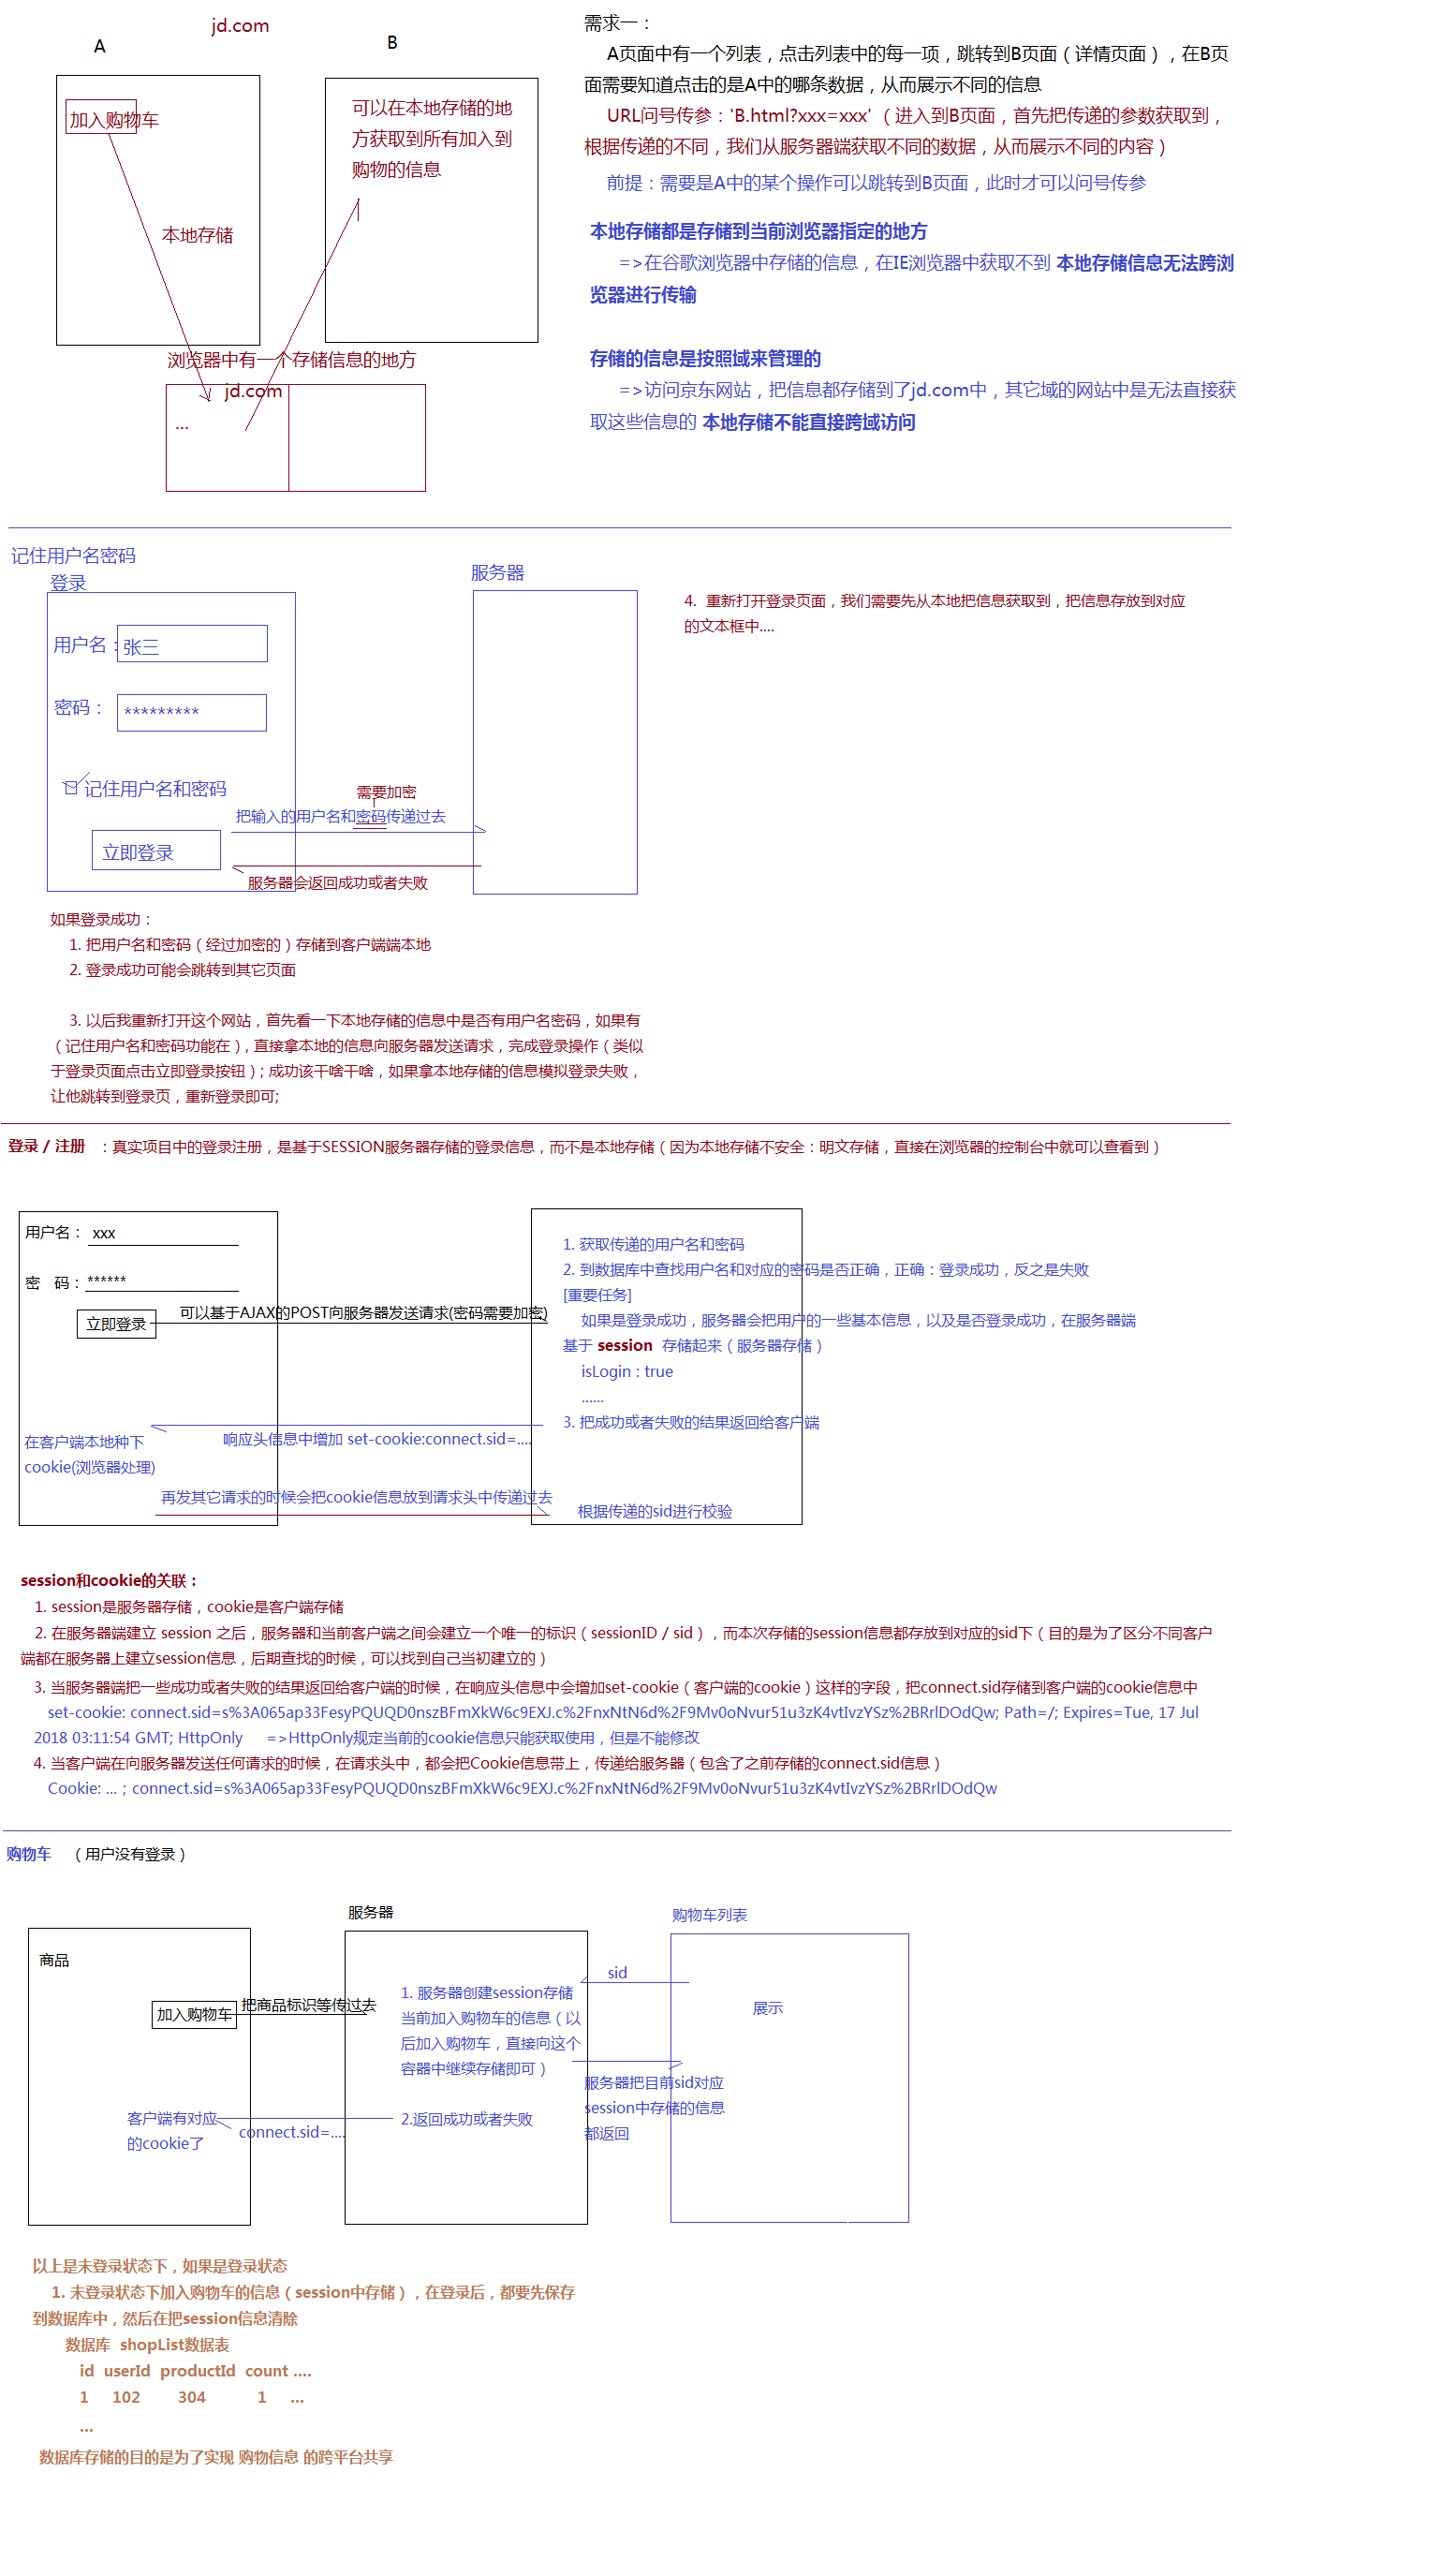 jd.com
A
B
加入购物车
本地存储
可以在本地存储的地
方获取到所有加入到
购物的信息
浏览器中有一个存储信息的地方
jd.com
...
需求一：
A页面中有一个列表，点击列表中的每一项，跳转到B页面（详情页面），在B页
面需要知道点击的是A中的哪条数据，从而展示不同的信息
URL问号传参：'B.html?xxx=xxx' （进入到B页面，首先把传递的参数获取到，
根据传递的不同，我们从服务器端获取不同的数据，从而展示不同的内容）
前提：需要是A中的某个操作可以跳转到B页面，此时才可以问号传参
本地存储都是存储到当前浏览器指定的地方
=>在谷歌浏览器中存储的信息，在IE浏览器中获取不到 本地存储信息无法跨浏
览器进行传输
存储的信息是按照域来管理的
=>访问京东网站，把信息都存储到了jd.com中，其它域的网站中是无法直接获
取这些信息的 本地存储不能直接跨域访问
记住用户名密码
登录
用户名：
张三
密码：
*********
记住用户名和密码
立即登录
服务器
需要加密
把输入的用户名和密码传递过去
服务器会返回成功或者失败
4. 重新打开登录页面，我们需要先从本地把信息获取到，把信息存放到对应
的文本框中....
如果登录成功：
1. 把用户名和密码（经过加密的）存储到客户端端本地
2. 登录成功可能会跳转到其它页面
3. 以后我重新打开这个网站，首先看一下本地存储的信息中是否有用户名密码，如果有
（记住用户名和密码功能在）, 直接拿本地的信息向服务器发送请求，完成登录操作（类似
于登录页面点击立即登录按钮）; 成功该干啥干啥，如果拿本地存储的信息模拟登录失败，
让他跳转到登录页，重新登录即可;
登录 / 注册 ：真实项目中的登录注册，是基于SESSION服务器存储的登录信息，而不是本地存储（因为本地存储不安全：明文存储，直接在浏览器的控制台中就可以查看到）
用户名： xxx
密 码： ******
立即登录
可以基于AJAX的POST向服务器发送请求(密码需要加密)
1. 获取传递的用户名和密码
2. 到数据库中查找用户名和对应的密码是否正确，正确：登录成功，反之是失败
[重要任务]
如果是登录成功，服务器会把用户的一些基本信息，以及是否登录成功，在服务器端
基于 session 存储起来（服务器存储）
isLogin : true
......
3. 把成功或者失败的结果返回给客户端
响应头信息中增加 set-cookie:connect.sid=....
在客户端本地种下
cookie(浏览器处理)
再发其它请求的时候会把cookie信息放到请求头中传递过去
根据传递的sid进行校验
session和cookie的关联：
1. session是服务器存储，cookie是客户端存储
2. 在服务器端建立 session 之后，服务器和当前客户端之间会建立一个唯一的标识（sessionID / sid），而本次存储的session信息都存放到对应的sid下（目的是为了区分不同客户
端都在服务器上建立session信息，后期查找的时候，可以找到自己当初建立的）
3. 当服务器端把一些成功或者失败的结果返回给客户端的时候，在响应头信息中会增加set-cookie（客户端的cookie）这样的字段，把connect.sid存储到客户端的cookie信息中
set-cookie: connect.sid=s%3A065ap33FesyPQUQD0nszBFmXkW6c9EXJ.c%2FnxNtN6d%2F9Mv0oNvur51u3zK4vtIvzYSz%2BRrlDOdQw; Path=/; Expires=Tue, 17 Jul
2018 03:11:54 GMT; HttpOnly =>HttpOnly规定当前的cookie信息只能获取使用，但是不能修改
4. 当客户端在向服务器发送任何请求的时候，在请求头中，都会把Cookie信息带上，传递给服务器（包含了之前存储的connect.sid信息）
Cookie: ... ; connect.sid=s%3A065ap33FesyPQUQD0nszBFmXkW6c9EXJ.c%2FnxNtN6d%2F9Mv0oNvur51u3zK4vtIvzYSz%2BRrlDOdQw
购物车 （用户没有登录）
商品
加入购物车
把商品标识等传过去
服务器
1. 服务器创建session存储
当前加入购物车的信息（以
后加入购物车，直接向这个
容器中继续存储即可）
2.返回成功或者失败
connect.sid=....
客户端有对应
的cookie了
购物车列表
sid
展示
服务器把目前sid对应
session中存储的信息
都返回
以上是未登录状态下，如果是登录状态
1. 未登录状态下加入购物车的信息（session中存储），在登录后，都要先保存
到数据库中，然后在把session信息清除
数据库 shopList数据表
id userId productId count ....
1 102 304 1 ...
...
数据库存储的目的是为了实现 购物信息 的跨平台共享